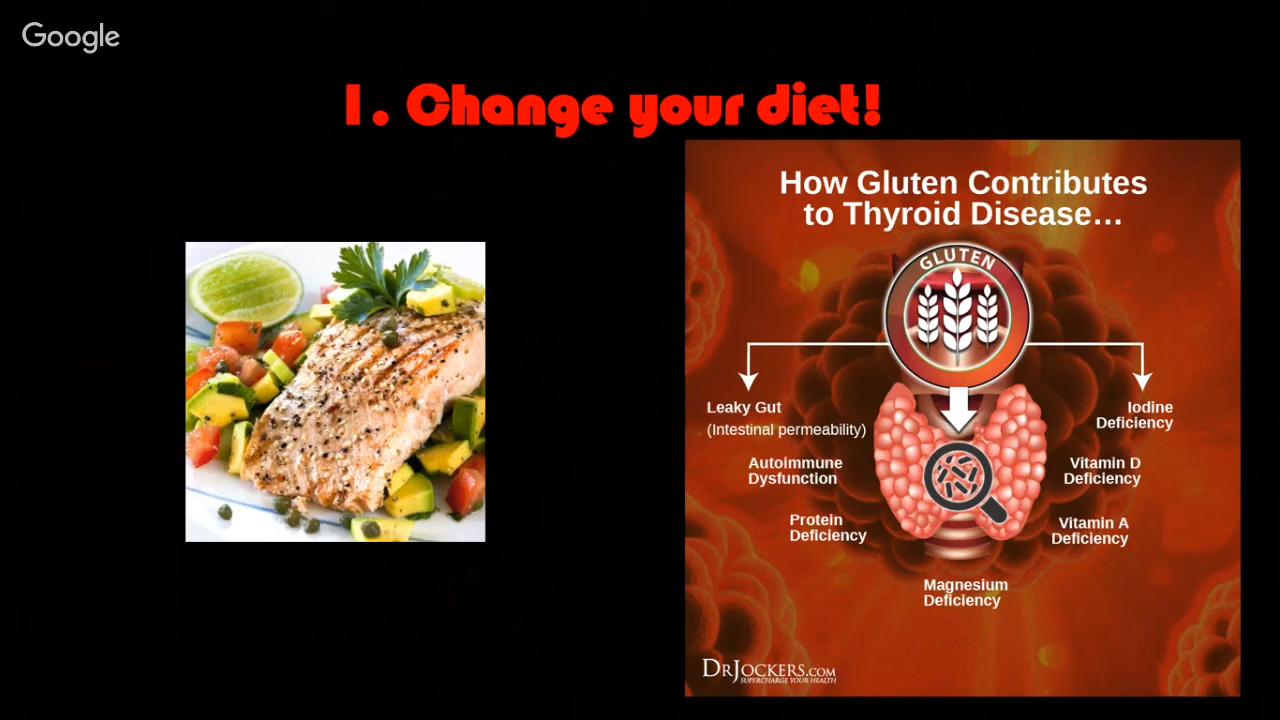 Google
1. Change your diet!
How Gluten Contributes
to Thyroid Disease...
GLUTEN
Leaky Gut
(Intestinal permeability)
Autoimmune
Dysfunction
Protein
Deficiency
Iodine
Deficiency
Vitamin D
Deficiency
Vitamin A
Deficiency
Magnesium
Deficiency
DRJOCKERS.COM
SUPERCHARGE YOUR HEALTH